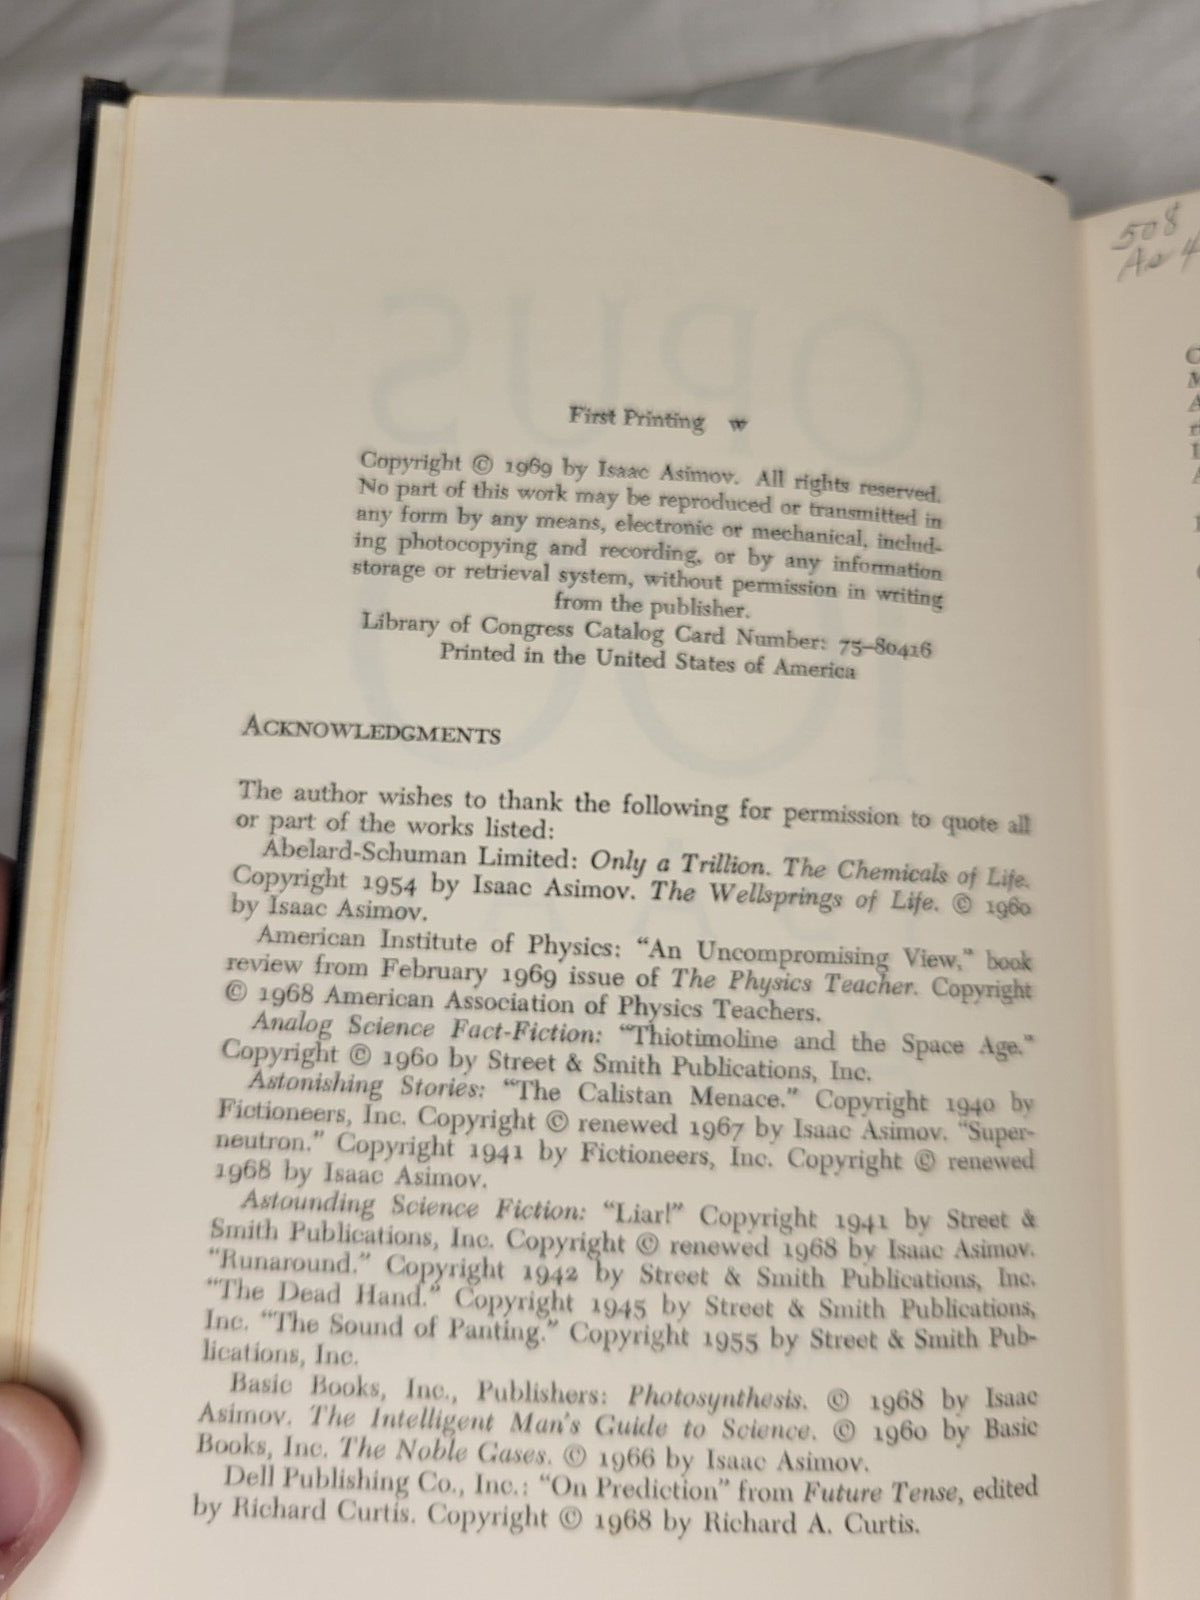 First Printing w
Copyright © 1969 by Isaac Asimov. All rights reserved.
No part of this work may be reproduced or transmitted in
any form by any means, electronic or mechanical, includ-
ing photocopying and recording, or by any information
storage or retrieval system, without permission in writing
from the publisher.
Library of Congress Catalog Card Number: 75–80416
Printed in the United States of America
ACKNOWLEDGMENTS
The author wishes to thank the following for permission to quote all
or part of the works listed:
Abelard-Schuman Limited: Only a Trillion. The Chemicals of Life.
Copyright 1954 by Isaac Asimov. The Wellsprings of Life. © 1960
by Isaac Asimov.
American Institute of Physics: “An Uncompromising View,” book
review from February 1969 issue of The Physics Teacher. Copyright
© 1968 American Association of Physics Teachers.
Analog Science Fact-Fiction: “Thiotimoline and the Space Age.”
Copyright © 1960 by Street & Smith Publications, Inc.
Astonishing Stories: “The Calistan Menace.” Copyright 1940 by
Fictioneers, Inc. Copyright © renewed 1967 by Isaac Asimov. “Super-
neutron.” Copyright 1941 by Fictioneers, Inc. Copyright © renewed
1968 by Isaac Asimov.
Astounding Science Fiction: “Liar!” Copyright 1941 by Street &
Smith Publications, Inc. Copyright © renewed 1968 by Isaac Asimov.
“Runaround.” Copyright 1942 by Street & Smith Publications, Inc.
“The Dead Hand.” Copyright 1945 by Street & Smith Publications,
Inc. “The Sound of Panting.” Copyright 1955 by Street & Smith Pub-
lications, Inc.
Basic Books, Inc., Publishers: Photosynthesis. © 1968 by Isaac
Asimov. The Intelligent Man’s Guide to Science. © 1960 by Basic
Books, Inc. The Noble Gases. © 1966 by Isaac Asimov.
Dell Publishing Co., Inc.: “On Prediction” from Future Tense, edited
by Richard Curtis. Copyright © 1968 by Richard A. Curtis.
508
As 4